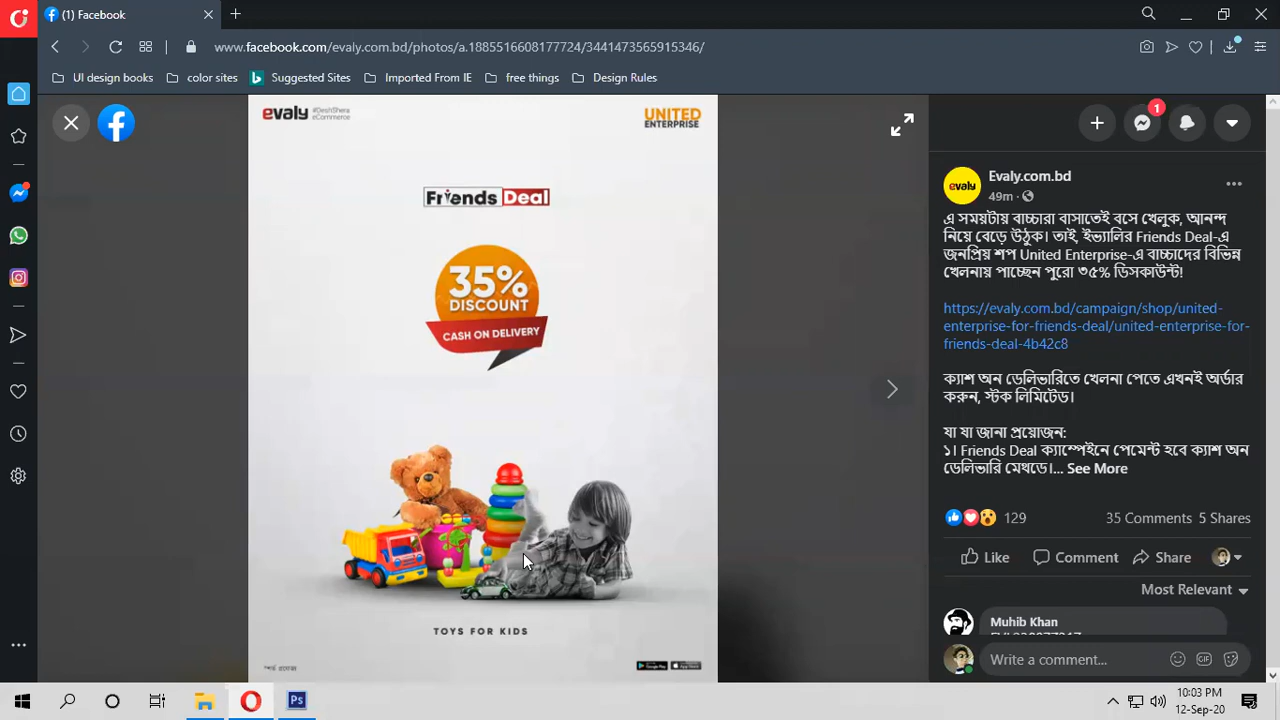 (1) Facebook
www.facebook.com/evaly.com.bd/photos/a.1885516608177724/3441473565915346/
UI design books
color sites
Suggested Sites
Imported From IE
free things
Design Rules
evaly #DeshShera eCommerce
UNITED
ENTERPRISE
Friends Deal
35%
DISCOUNT
CASH ON DELIVERY
TOYS FOR KIDS
Google Play
App Store
1
evaly
Evaly.com.bd
49m
এ সময়টায় বাচ্চারা বাসাতেই বসে খেলুক, আনন্দ
নিয়ে বেড়ে উঠুক। তাই, ইভ্যালির Friends Deal-এ
জনপ্রিয় শপ United Enterprise-এ বাচ্চাদের বিভিন্ন
খেলনায় পাচ্ছেন পুরো ৩৫% ডিসকাউন্ট!
https://evaly.com.bd/campaign/shop/united-
enterprise-for-friends-deal/united-enterprise-for-
friends-deal-4b42c8
ক্যাশ অন ডেলিভারিতে খেলনা পেতে এখনই অর্ডার
করুন, স্টক লিমিটেড।
যা যা জানা প্রয়োজন:
১। Friends Deal ক্যাম্পেইনে পেমেন্ট হবে ক্যাশ অন
ডেলিভারি মেথডে।... See More
129
35 Comments 5 Shares
Like
Comment
Share
Most Relevant
Muhib Khan
Write a comment...
Ps
10:03 PM
12-Sep-20